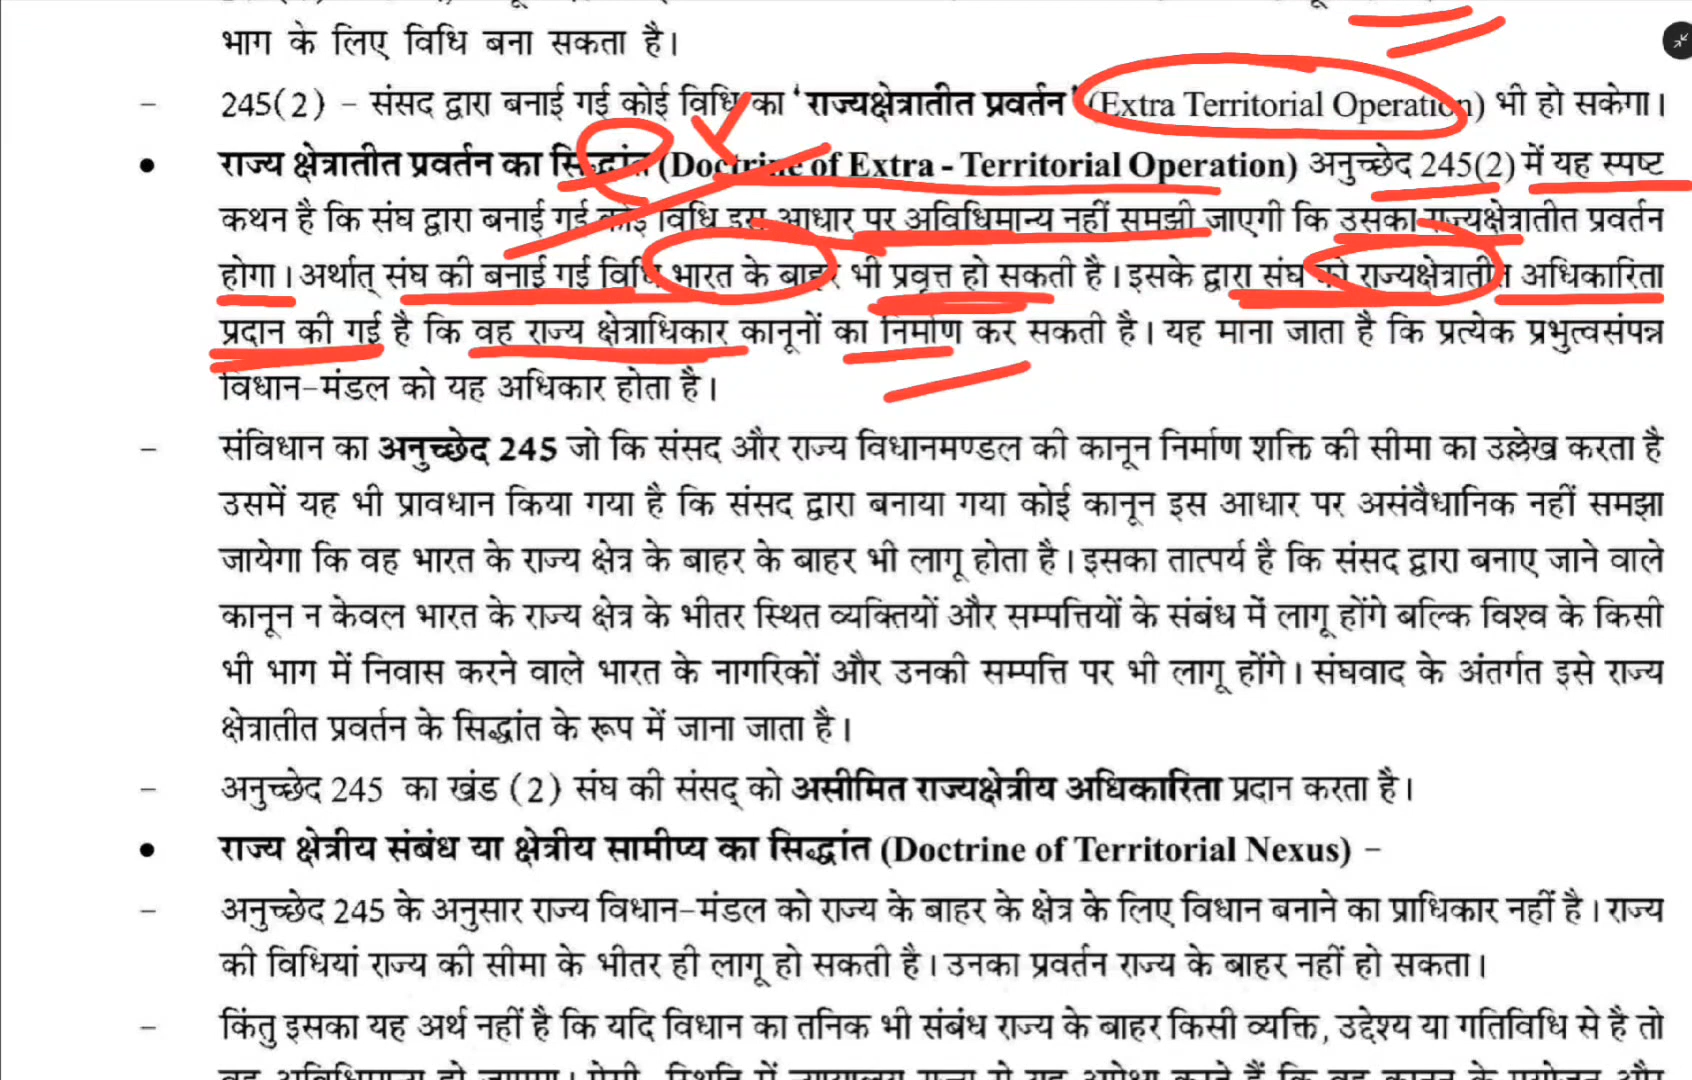 भाग के लिए विधि बना सकता है।
– 245(2) – संसद द्वारा बनाई गई कोई विधि का 'राज्यक्षेत्रातीत प्रवर्तन' (Extra Territorial Operation) भी हो सकेगा।
• राज्य क्षेत्रातीत प्रवर्तन का सिद्धांत (Doctrine of Extra - Territorial Operation) अनुच्छेद 245(2) में यह स्पष्ट
कथन है कि संघ द्वारा बनाई गई कोई विधि इस आधार पर अविधिमान्य नहीं समझी जाएगी कि उसका राज्यक्षेत्रातीत प्रवर्तन
होगा। अर्थात् संघ की बनाई गई विधि भारत के बाहर भी प्रवृत्त हो सकती है। इसके द्वारा संघ को राज्यक्षेत्रातीत अधिकारिता
प्रदान की गई है कि वह राज्य क्षेत्राधिकार कानूनों का निर्माण कर सकती है। यह माना जाता है कि प्रत्येक प्रभुत्वसंपन्न
विधान-मंडल को यह अधिकार होता है।
– संविधान का अनुच्छेद 245 जो कि संसद और राज्य विधानमण्डल की कानून निर्माण शक्ति की सीमा का उल्लेख करता है
उसमें यह भी प्रावधान किया गया है कि संसद द्वारा बनाया गया कोई कानून इस आधार पर असंवैधानिक नहीं समझा
जायेगा कि वह भारत के राज्य क्षेत्र के बाहर के बाहर भी लागू होता है। इसका तात्पर्य है कि संसद द्वारा बनाए जाने वाले
कानून न केवल भारत के राज्य क्षेत्र के भीतर स्थित व्यक्तियों और सम्पत्तियों के संबंध में लागू होंगे बल्कि विश्व के किसी
भी भाग में निवास करने वाले भारत के नागरिकों और उनकी सम्पत्ति पर भी लागू होंगे। संघवाद के अंतर्गत इसे राज्य
क्षेत्रातीत प्रवर्तन के सिद्धांत के रूप में जाना जाता है।
– अनुच्छेद 245 का खंड (2) संघ की संसद् को असीमित राज्यक्षेत्रीय अधिकारिता प्रदान करता है।
• राज्य क्षेत्रीय संबंध या क्षेत्रीय सामीप्य का सिद्धांत (Doctrine of Territorial Nexus) –
– अनुच्छेद 245 के अनुसार राज्य विधान-मंडल को राज्य के बाहर के क्षेत्र के लिए विधान बनाने का प्राधिकार नहीं है। राज्य
की विधियां राज्य की सीमा के भीतर ही लागू हो सकती है। उनका प्रवर्तन राज्य के बाहर नहीं हो सकता।
– किंतु इसका यह अर्थ नहीं है कि यदि विधान का तनिक भी संबंध राज्य के बाहर किसी व्यक्ति, उद्देश्य या गतिविधि से है तो